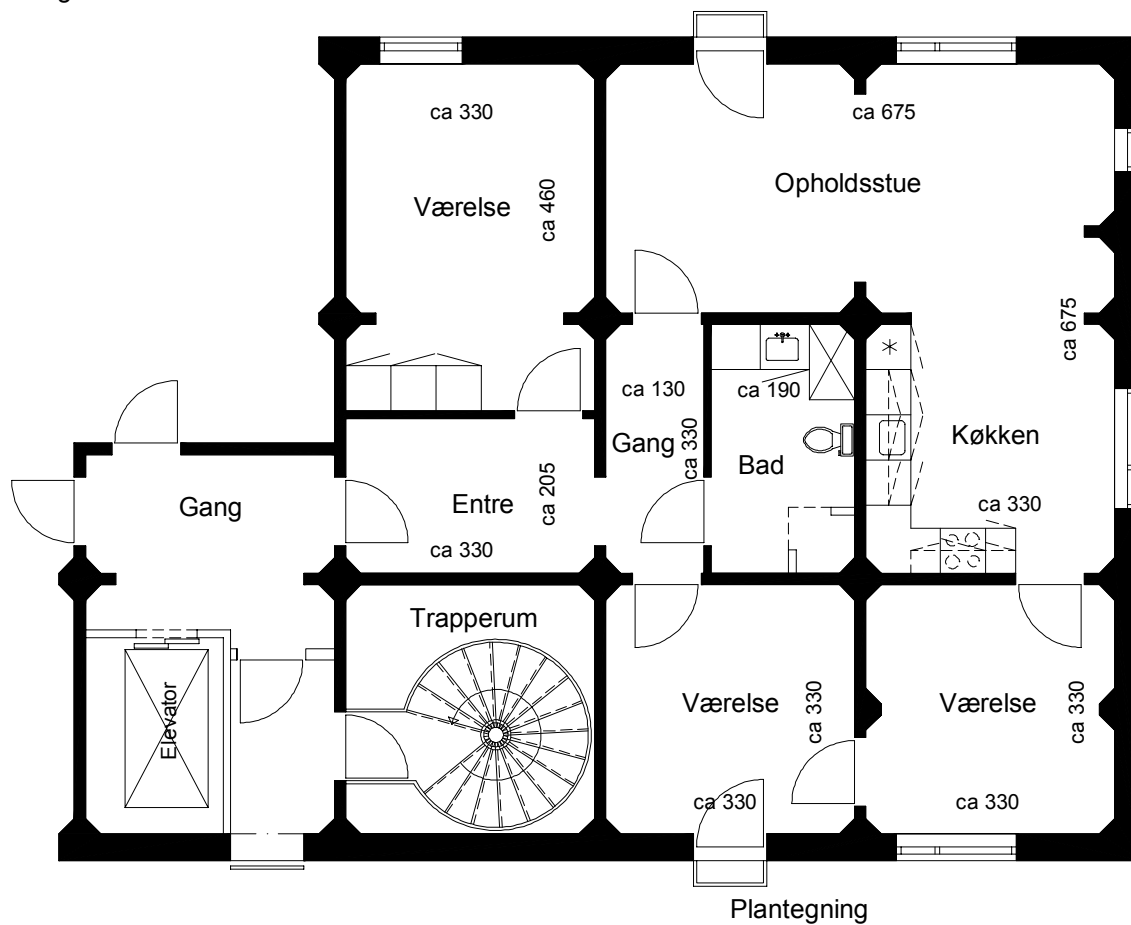 ca 330
ca 675
Værelse
ca 460
Opholdsstue
ca 675
ca 130
ca 190
Gang
ca 330
Bad
Køkken
Gang
Entre
ca 205
ca 330
ca 330
Trapperum
Elevator
Værelse
ca 330
Værelse
ca 330
ca 330
ca 330
Plantegning